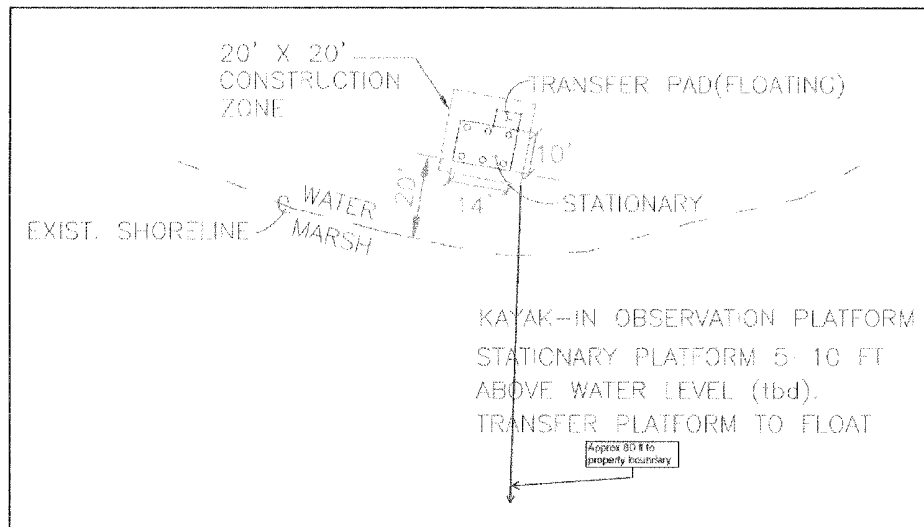 20' X 20'
CONSTRUCTION
ZONE
TRANSFER PAD(FLOATING)
10'
20'
14'
STATIONARY
WATER
MARSH
EXIST. SHORELINE
KAYAK-IN OBSERVATION PLATFORM
STATIONARY PLATFORM 5- 10 FT
ABOVE WATER LEVEL (tbd).
TRANSFER PLATFORM TO FLOAT
Approx 80 ft to
property boundary